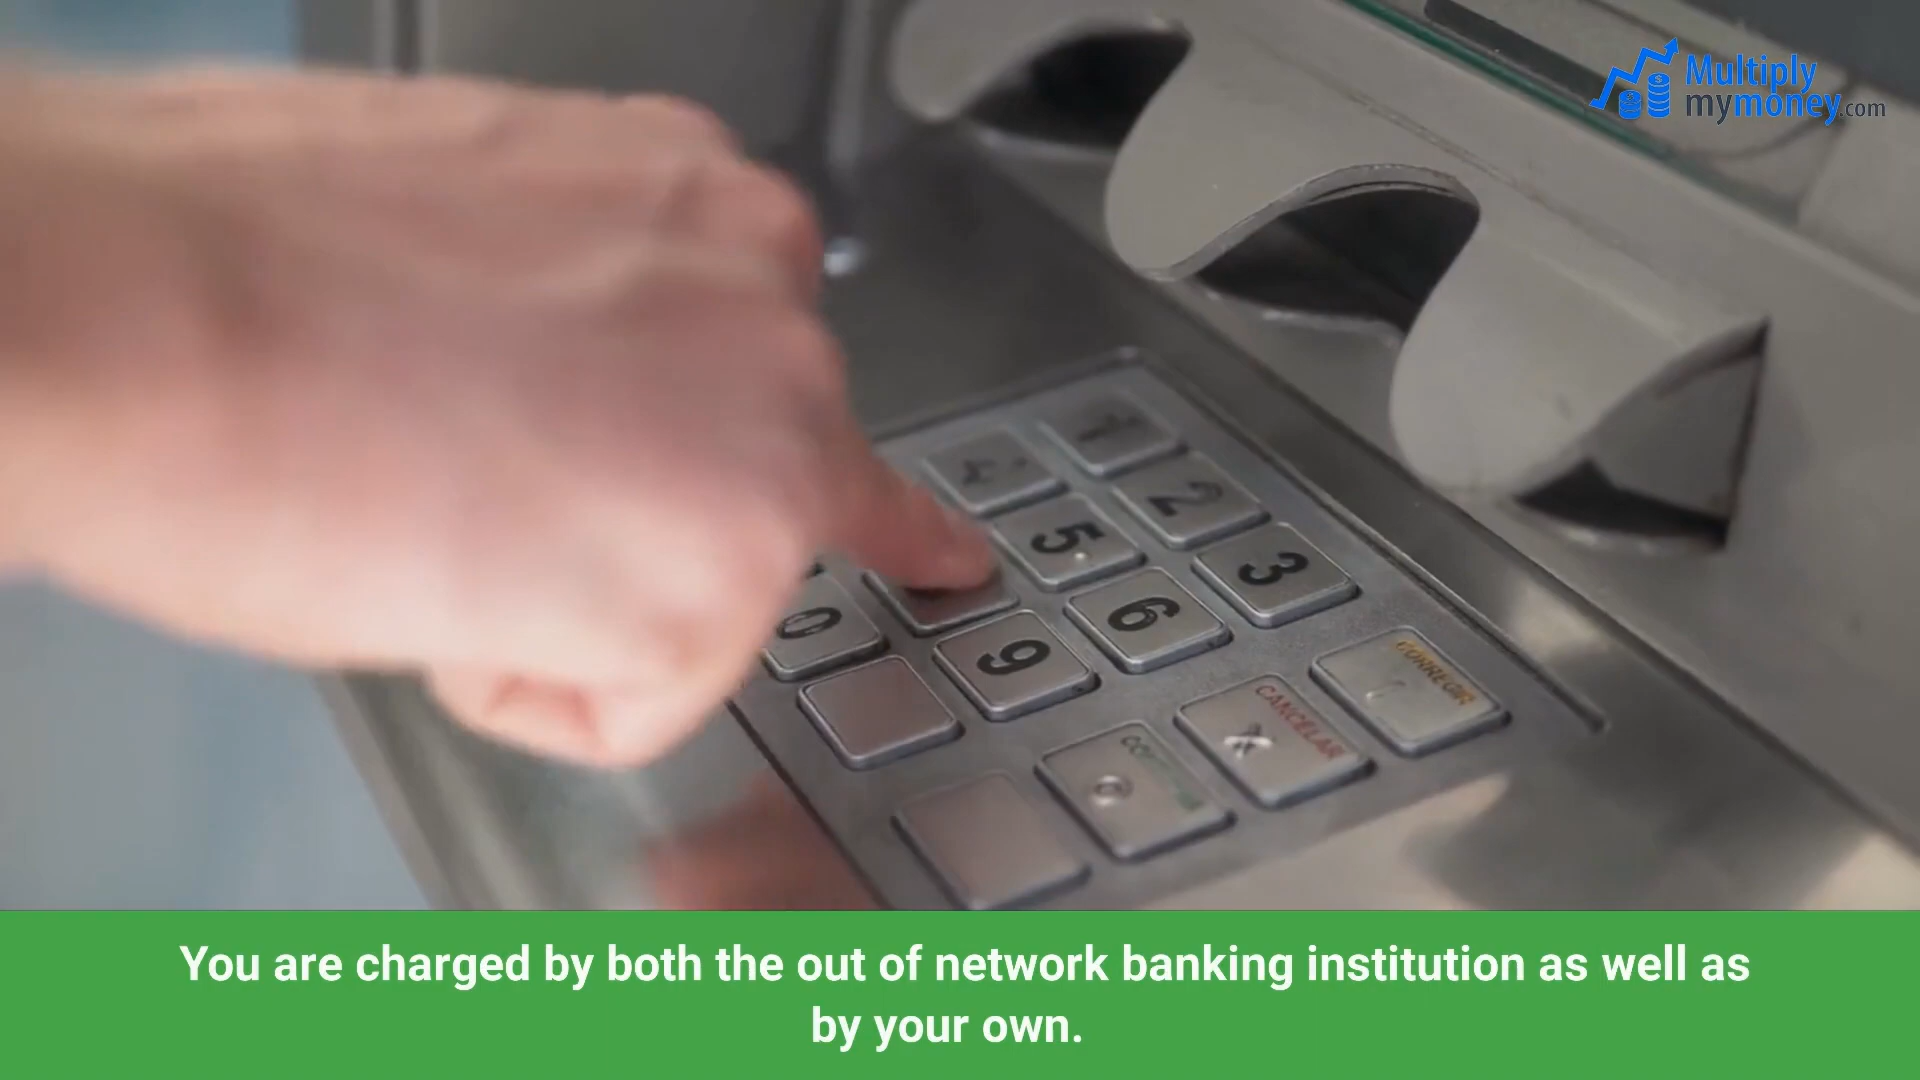 Multiply
mymoney.com
1
2
5
3
6
0
9
CORREGIR
CANCELAR
You are charged by both the out of network banking institution as well as
by your own.